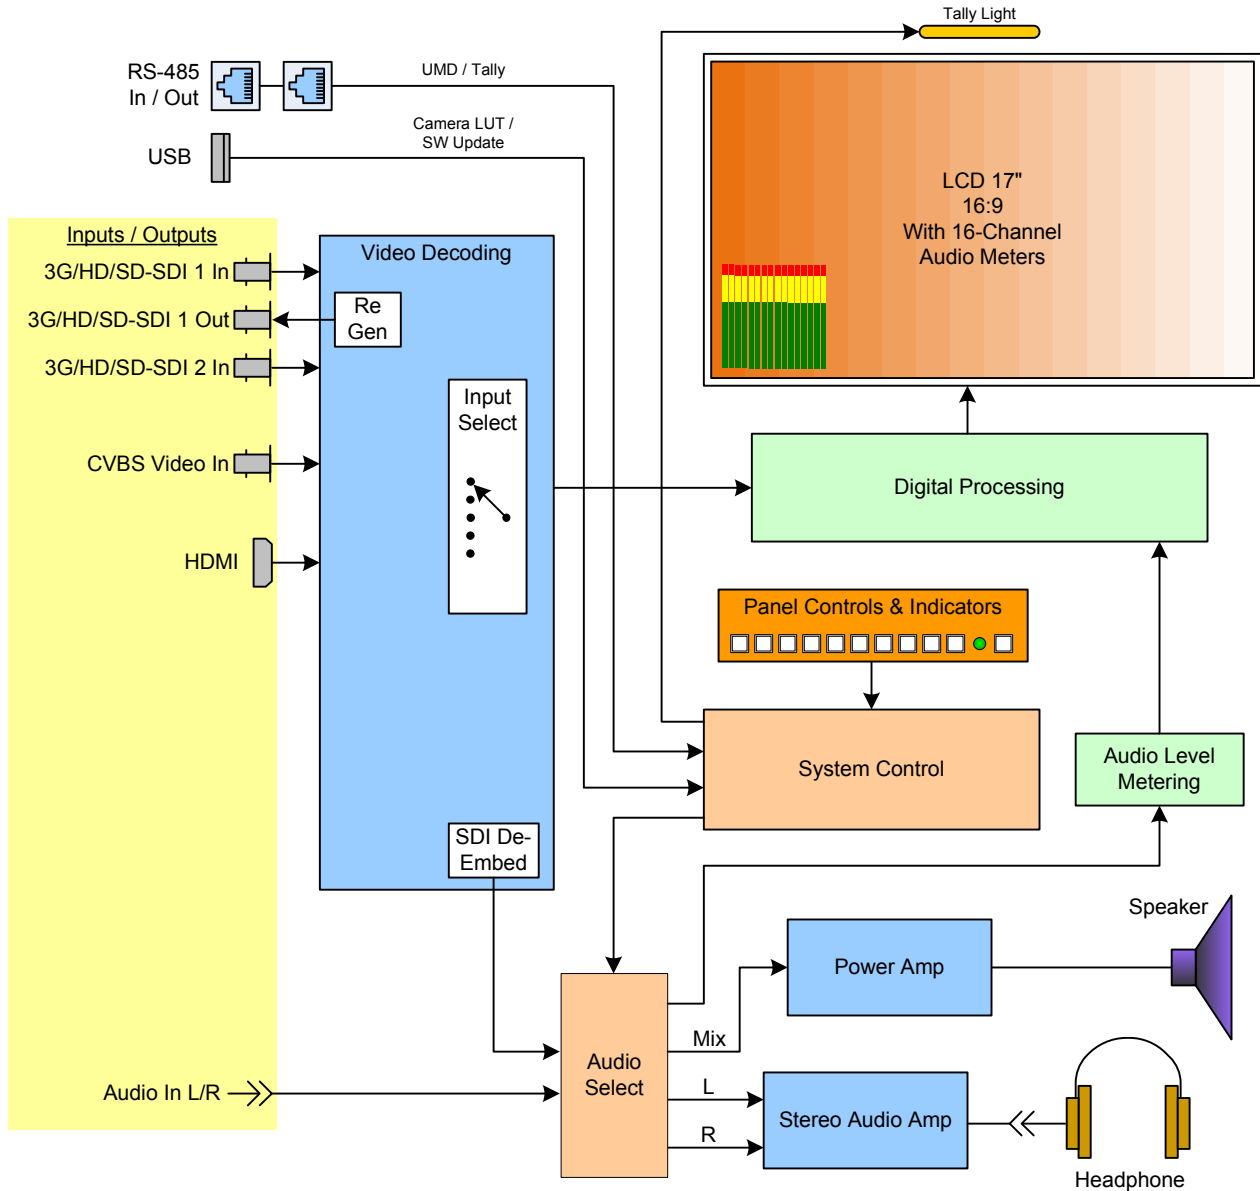 Tally Light
RS-485
In / Out
UMD / Tally
Camera LUT /
SW Update
USB
LCD 17"
16:9
With 16-Channel
Audio Meters
Inputs / Outputs
3G/HD/SD-SDI 1 In
3G/HD/SD-SDI 1 Out
3G/HD/SD-SDI 2 In
CVBS Video In
HDMI
Video Decoding
Re
Gen
Input
Select
Digital Processing
Panel Controls & Indicators
System Control
Audio Level
Metering
SDI De-
Embed
Speaker
Power Amp
Mix
Audio
Select
Audio In L/R
L
R
Stereo Audio Amp
Headphone